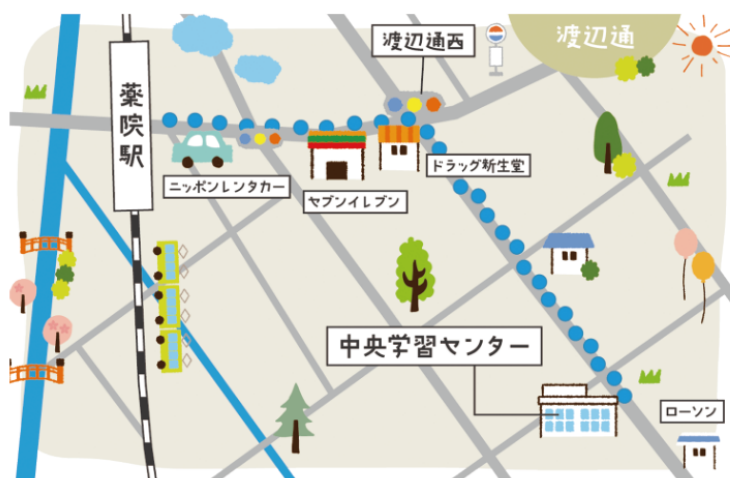 渡辺通西
渡辺通
薬院駅
ニッポンレンタカー
セブンイレブン
ドラッグ新生堂
中央学習センター
ローソン